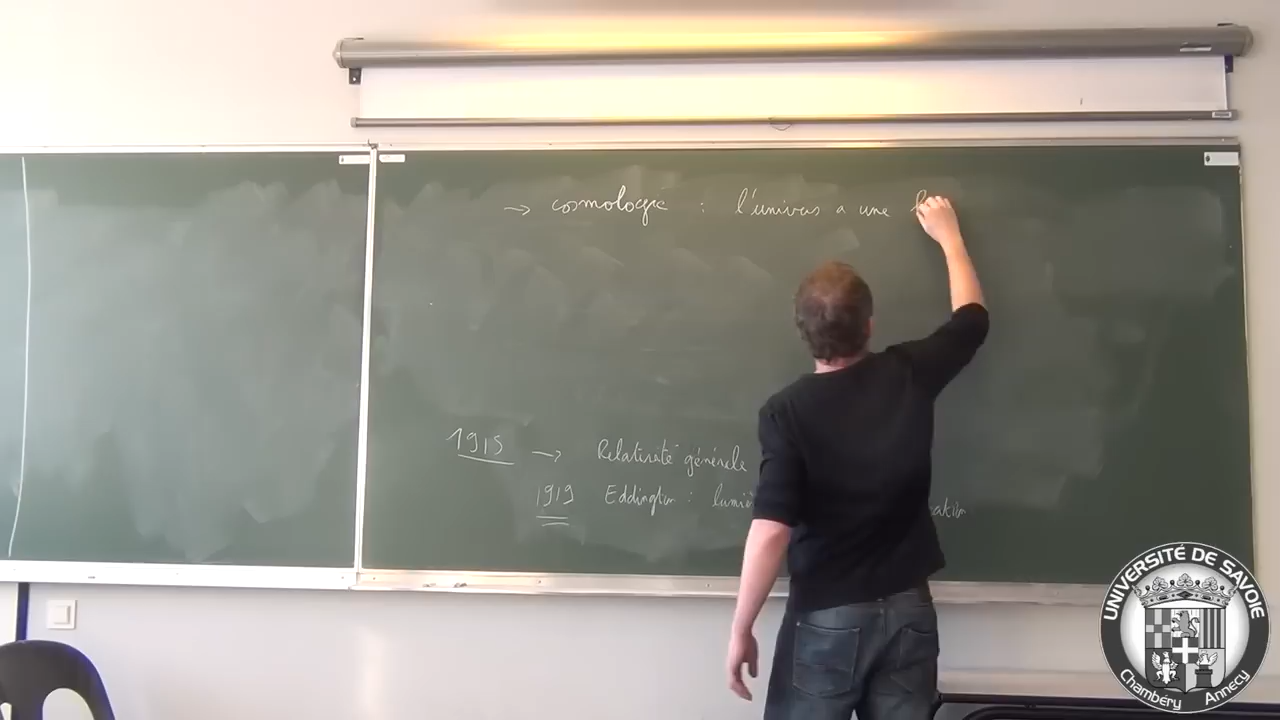 → cosmologie : l'univers a une
1915 → Relativité générale
1919 Eddington :
UNIVERSITÉ DE SAVOIE
Chambéry Annecy